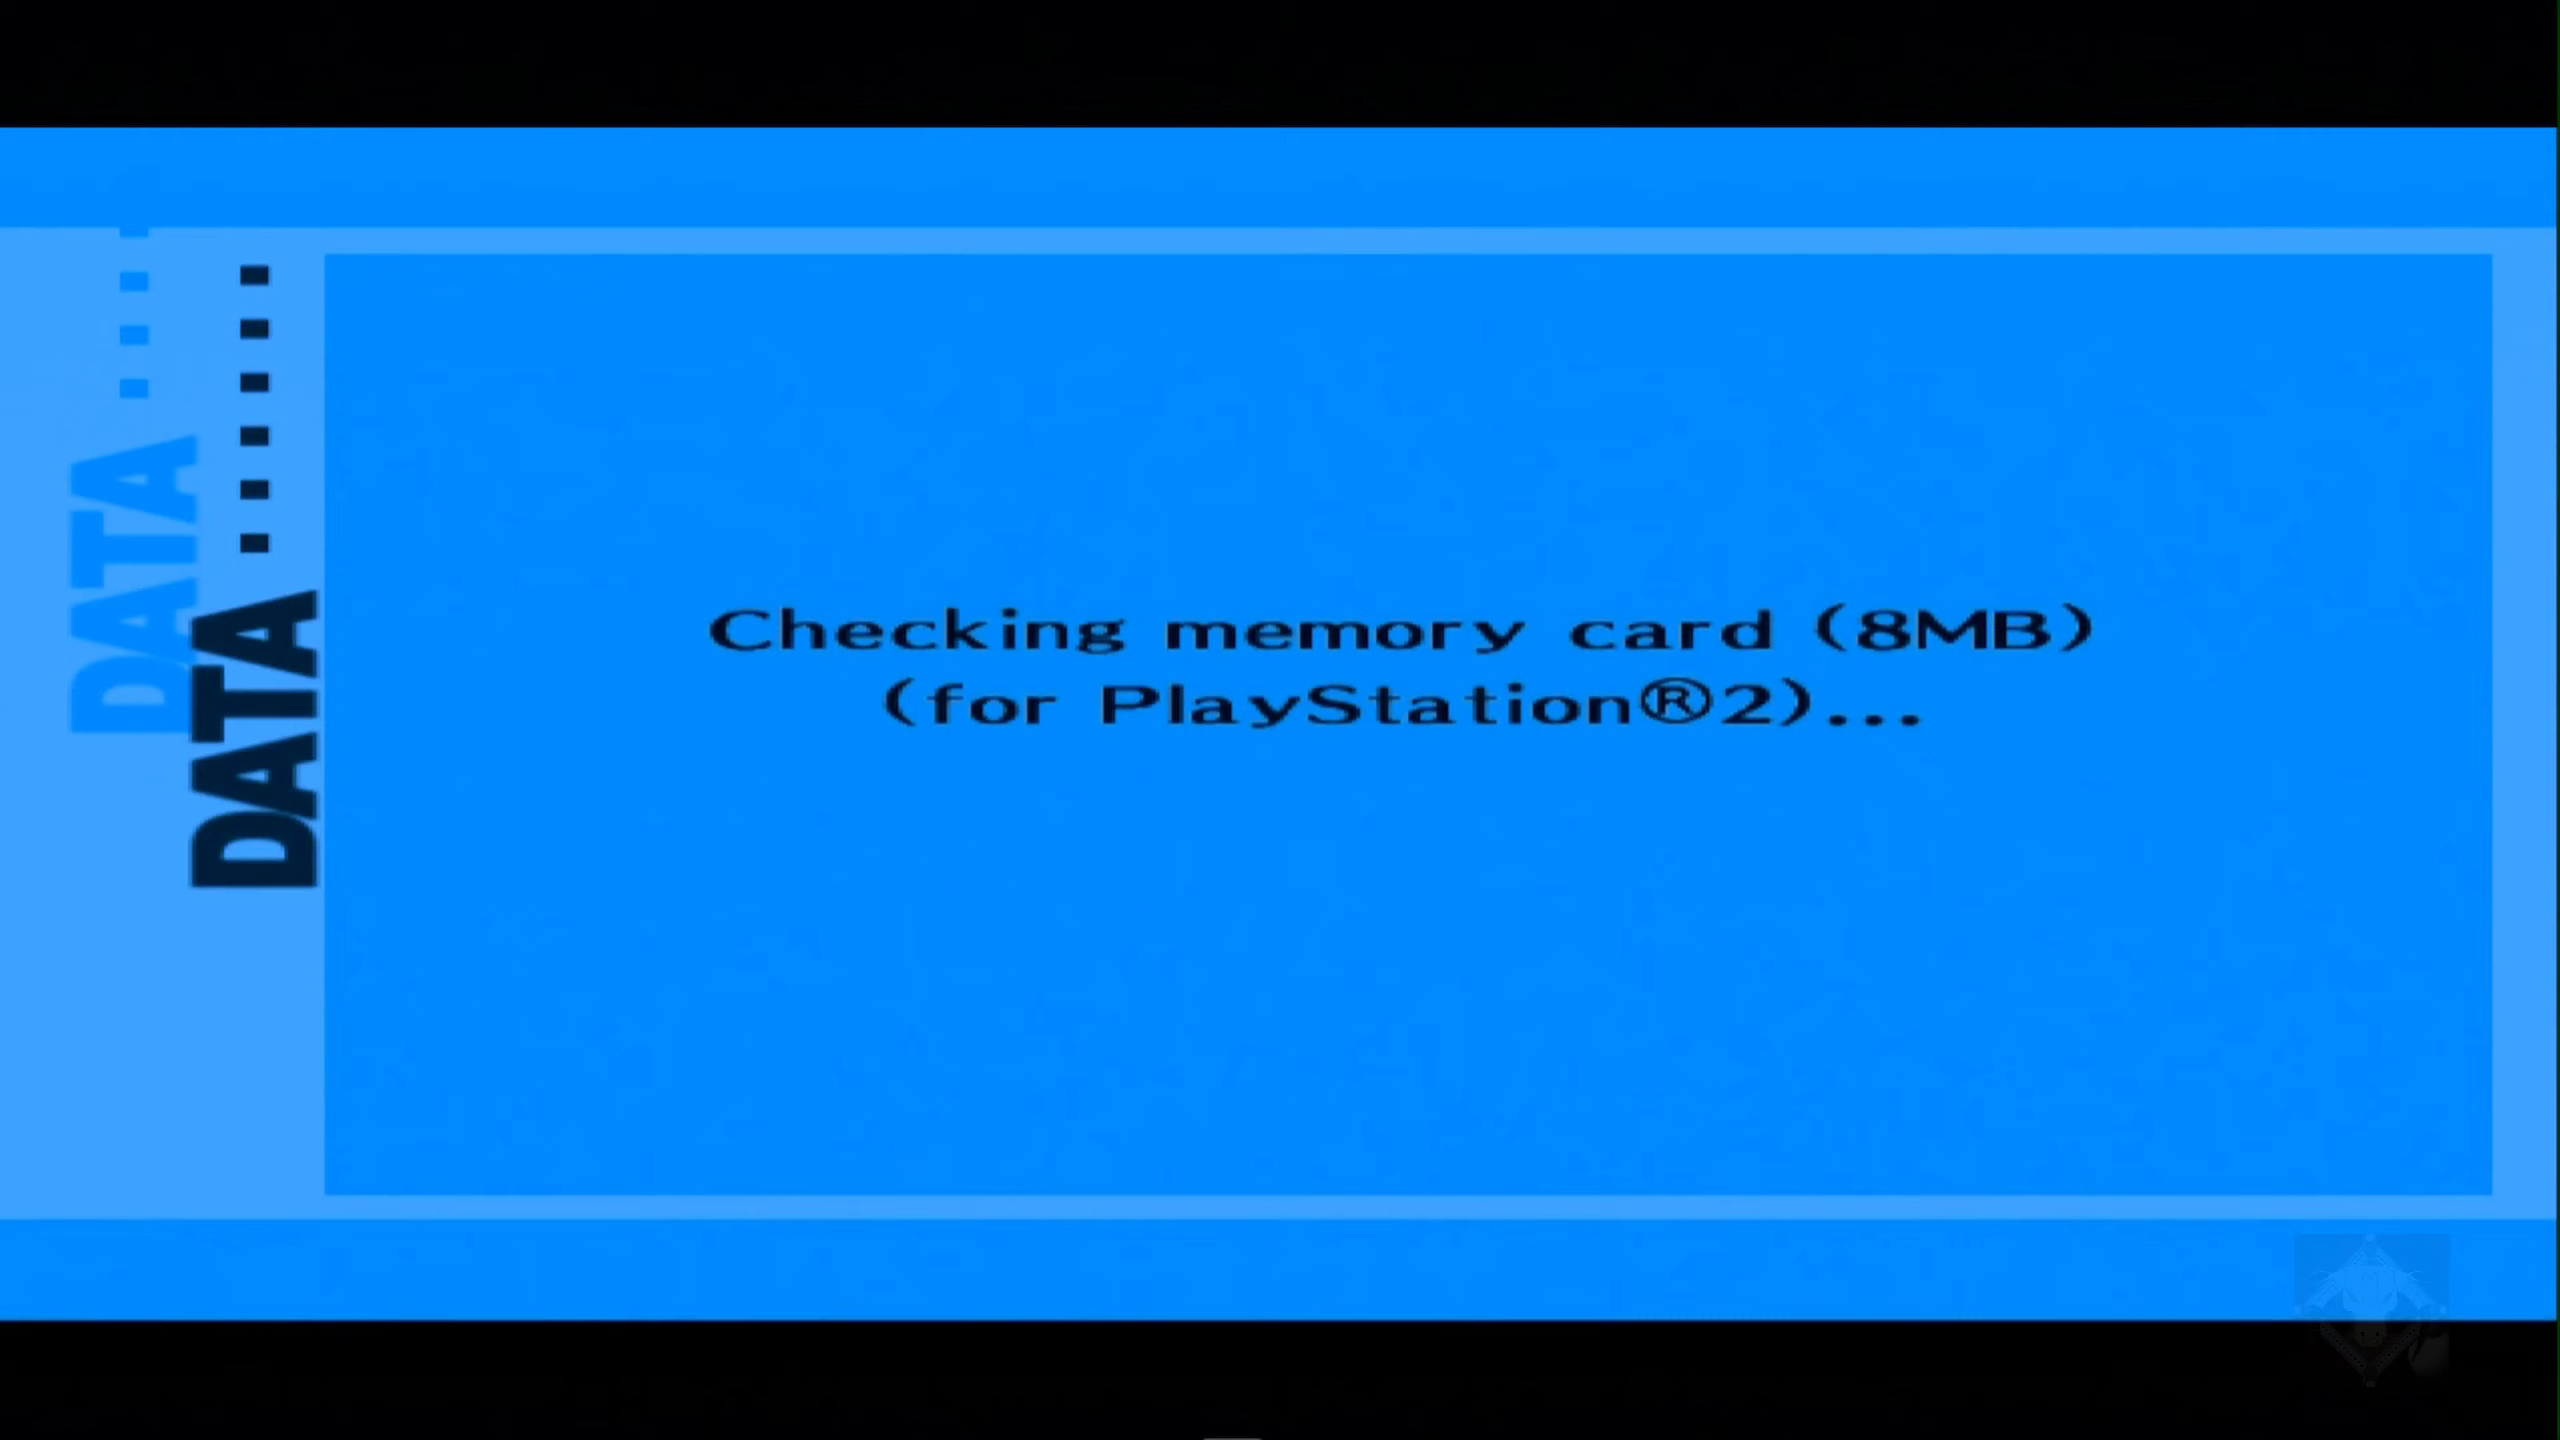 DATA ......
DATA ....
Checking memory card (8MB)
(for PlayStation®2)...